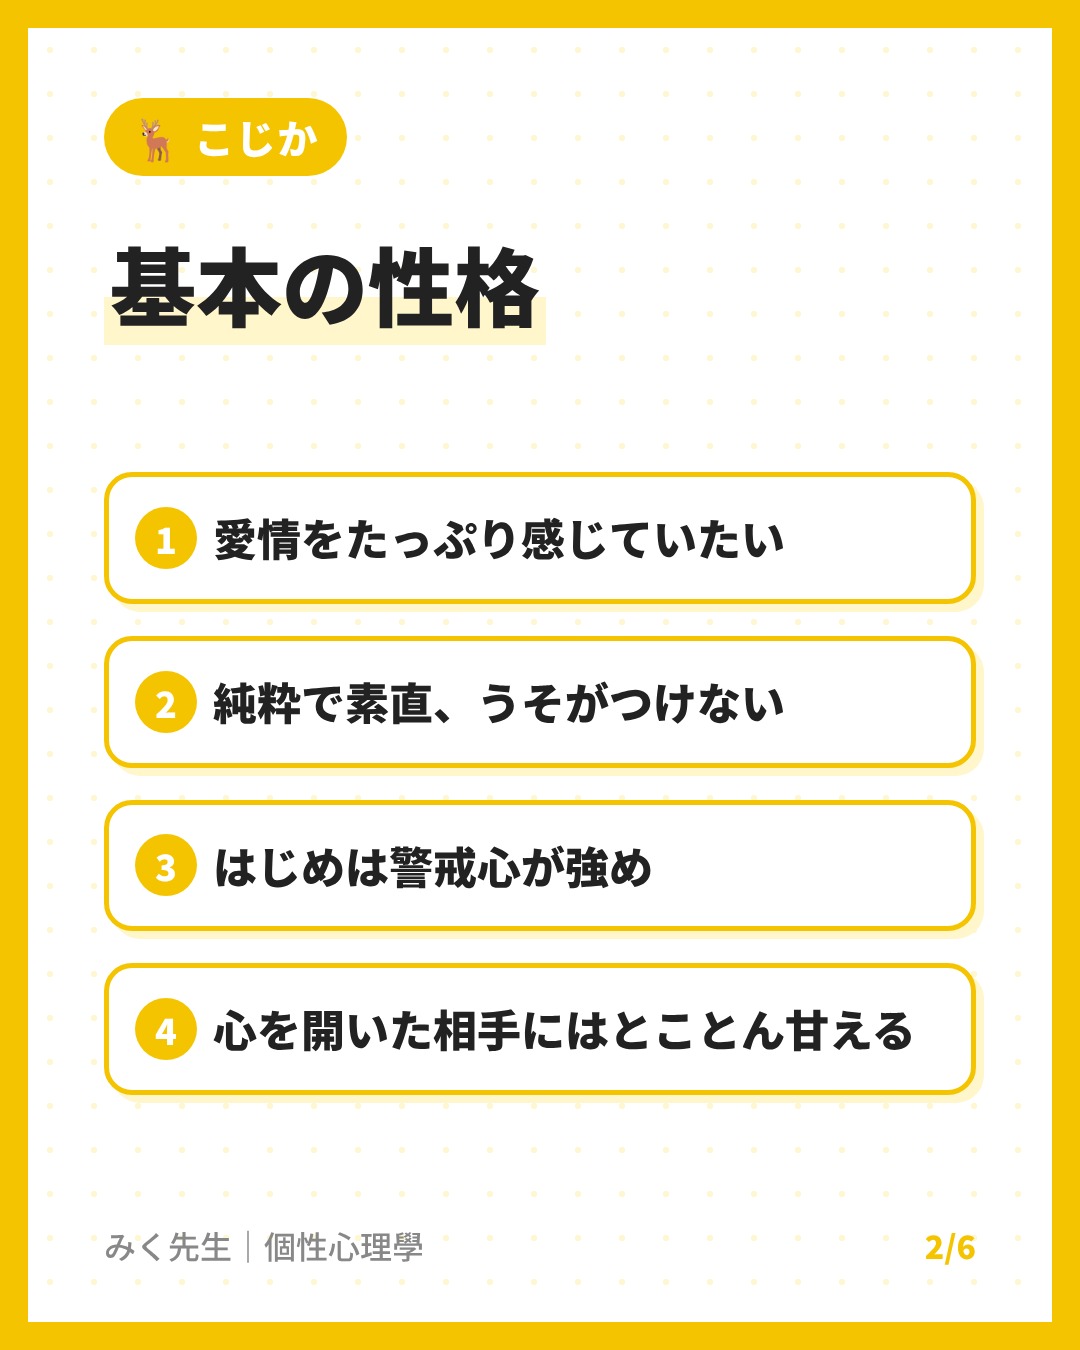 🦌 こじか
基本の性格
1 愛情をたっぷり感じていたい
2 純粋で素直、うそがつけない
3 はじめは警戒心が強め
4 心を開いた相手にはとことん甘える
みく先生｜個性心理學
2/6